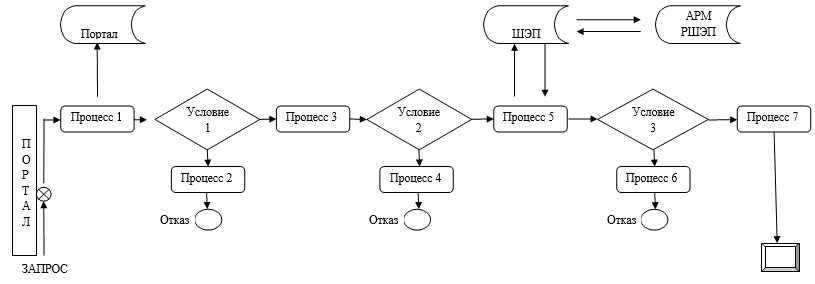 Портал
ШЭП
АРМ
РШЭП
ПОРТАЛ
Процесс 1
Условие
1
Процесс 3
Условие
2
Процесс 5
Условие
3
Процесс 7
Процесс 2
Процесс 4
Процесс 6
Отказ
Отказ
Отказ
ЗАПРОС